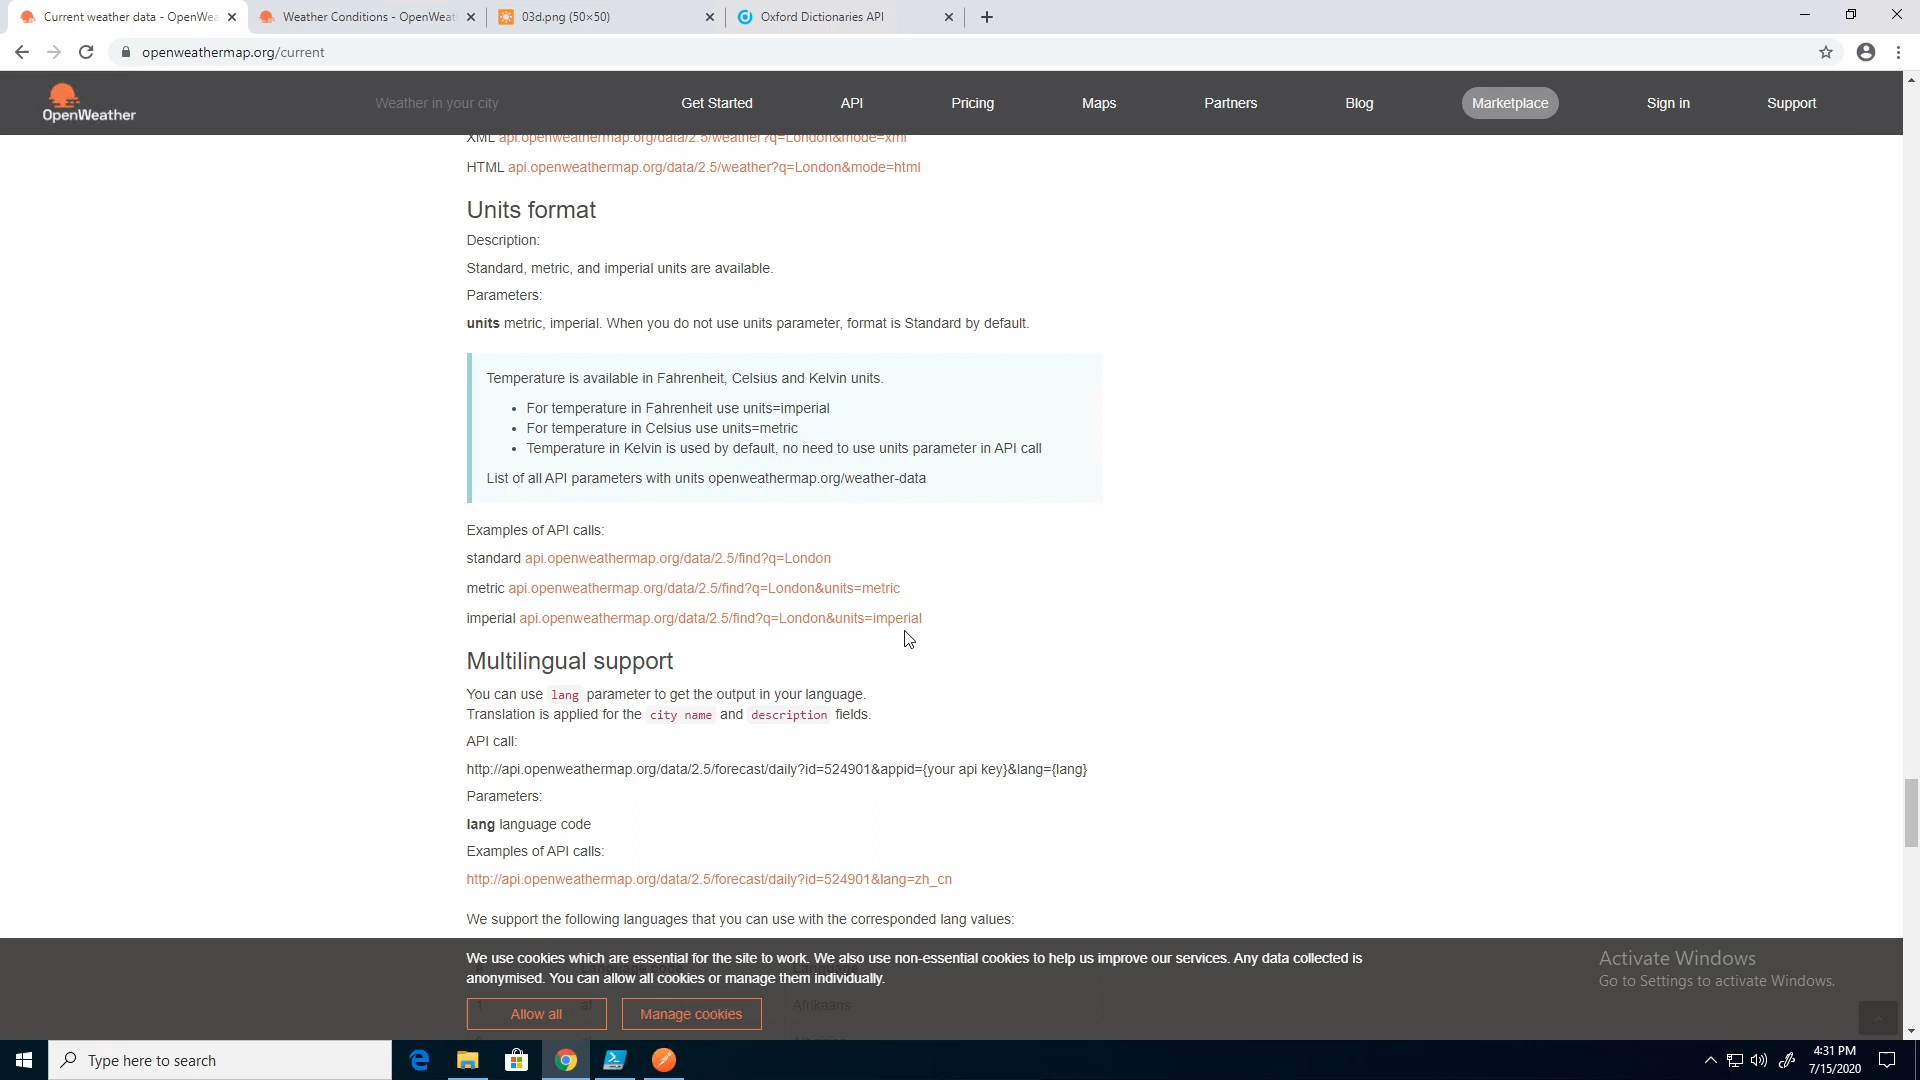 Current weather data - OpenWea
Weather Conditions - OpenWeat
03d.png (50×50)
Oxford Dictionaries API
openweathermap.org/current
OpenWeather
Weather in your city
Get Started
API
Pricing
Maps
Partners
Blog
Marketplace
Sign in
Support
XML api.openweathermap.org/data/2.5/weather?q=London&mode=xml
HTML api.openweathermap.org/data/2.5/weather?q=London&mode=html
Units format
Description:
Standard, metric, and imperial units are available.
Parameters:
units metric, imperial. When you do not use units parameter, format is Standard by default.
Temperature is available in Fahrenheit, Celsius and Kelvin units.
• For temperature in Fahrenheit use units=imperial
• For temperature in Celsius use units=metric
• Temperature in Kelvin is used by default, no need to use units parameter in API call
List of all API parameters with units openweathermap.org/weather-data
Examples of API calls:
standard api.openweathermap.org/data/2.5/find?q=London
metric api.openweathermap.org/data/2.5/find?q=London&units=metric
imperial api.openweathermap.org/data/2.5/find?q=London&units=imperial
Multilingual support
You can use lang parameter to get the output in your language.
Translation is applied for the city name and description fields.
API call:
http://api.openweathermap.org/data/2.5/forecast/daily?id=524901&appid={your api key}&lang={lang}
Parameters:
lang language code
Examples of API calls:
http://api.openweathermap.org/data/2.5/forecast/daily?id=524901&lang=zh_cn
We support the following languages that you can use with the corresponded lang values:
We use cookies which are essential for the site to work. We also use non-essential cookies to help us improve our services. Any data collected is
anonymised. You can allow all cookies or manage them individually.
1 af Afrikaans
Allow all
Manage cookies
Activate Windows
Go to Settings to activate Windows.
Type here to search
4:31 PM
7/15/2020